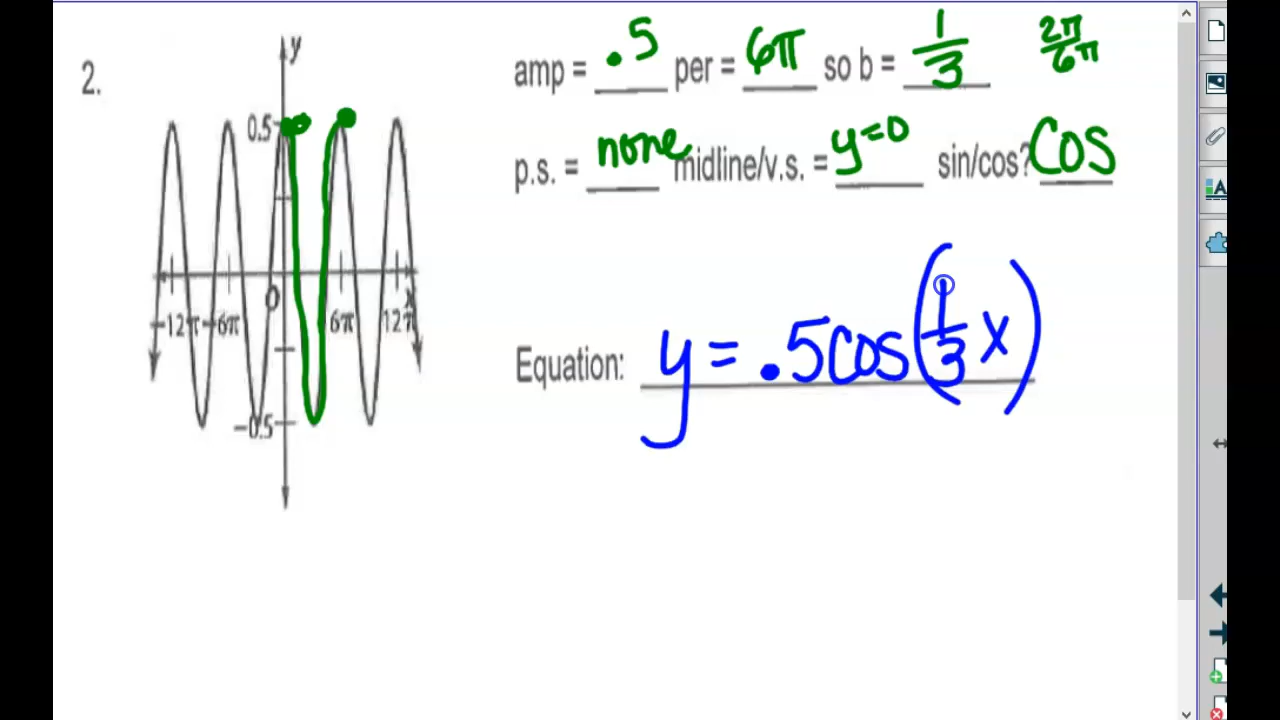 2.
y
0.5
O
x
-12π -6π 6π 12π
-0.5
amp = .5 per = 6π so b = 1/3 2π/6π
p.s. = none midline/v.s. = y=0 sin/cos? cos
Equation: y = .5cos(1/3 x)